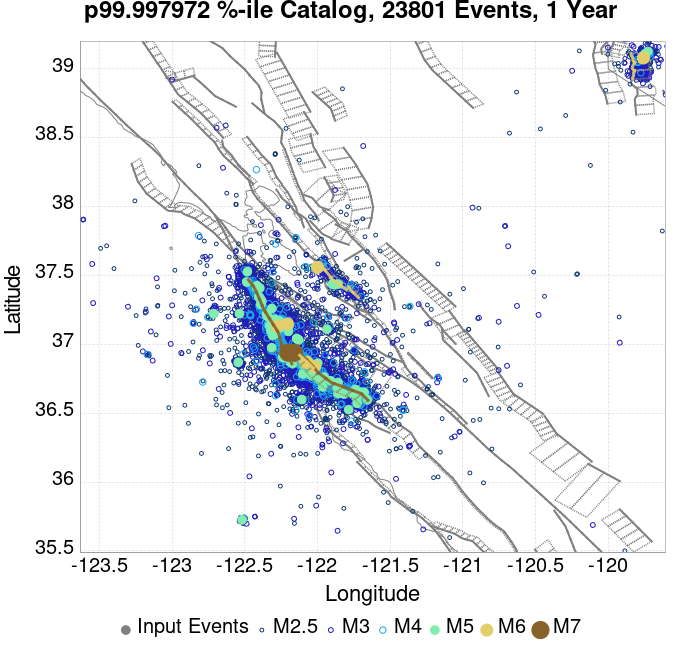 p99.997972 %-ile Catalog, 23801 Events, 1 Year
Latitude
39
38.5
38
37.5
37
36.5
36
35.5
-123.5 -123 -122.5 -122 -121.5 -121 -120.5 -120
Longitude
Input Events M2.5 M3 M4 M5 M6 M7